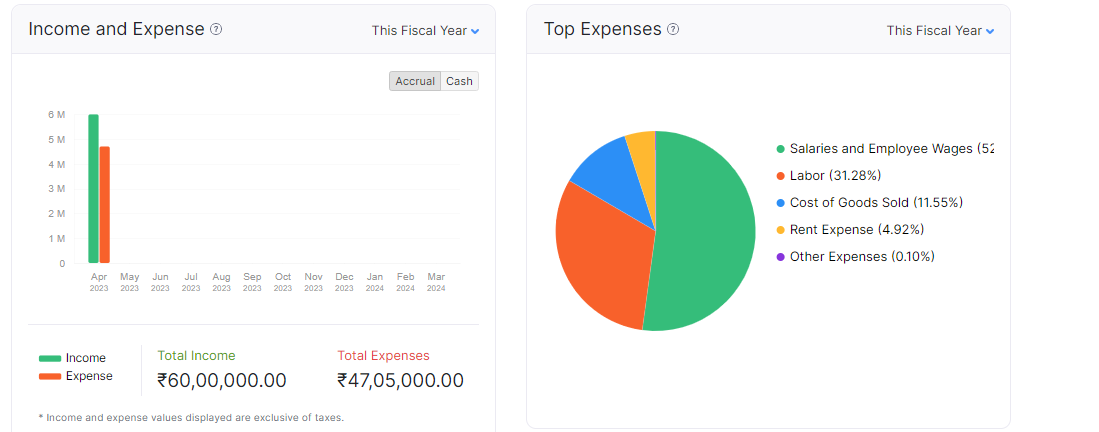 Income and Expense
This Fiscal Year
Accrual Cash
6 M
5 M
4 M
3 M
2 M
1 M
0
Apr May Jun Jul Aug Sep Oct Nov Dec Jan Feb Mar
2023 2023 2023 2023 2023 2023 2023 2023 2023 2024 2024 2024
Income
Expense
Total Income
₹60,00,000.00
Total Expenses
₹47,05,000.00
* Income and expense values displayed are exclusive of taxes.
Top Expenses
This Fiscal Year
Salaries and Employee Wages (52
Labor (31.28%)
Cost of Goods Sold (11.55%)
Rent Expense (4.92%)
Other Expenses (0.10%)